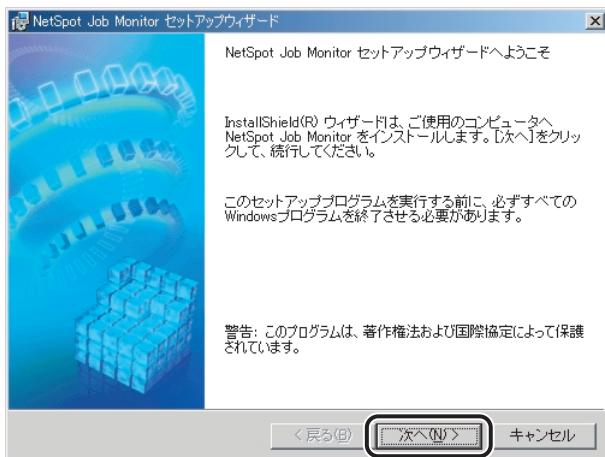 NetSpot Job Monitor セットアップウィザード
NetSpot Job Monitor セットアップウィザードへようこそ
InstallShield(R) ウィザードは、ご使用のコンピュータへ
NetSpot Job Monitor をインストールします。[次へ]をクリッ
クして、続行してください。
このセットアッププログラムを実行する前に、必ずすべての
Windowsプログラムを終了させる必要があります。
警告: このプログラムは、著作権法および国際協定によって保護
されています。
< 戻る(B) 次へ(N) > キャンセル